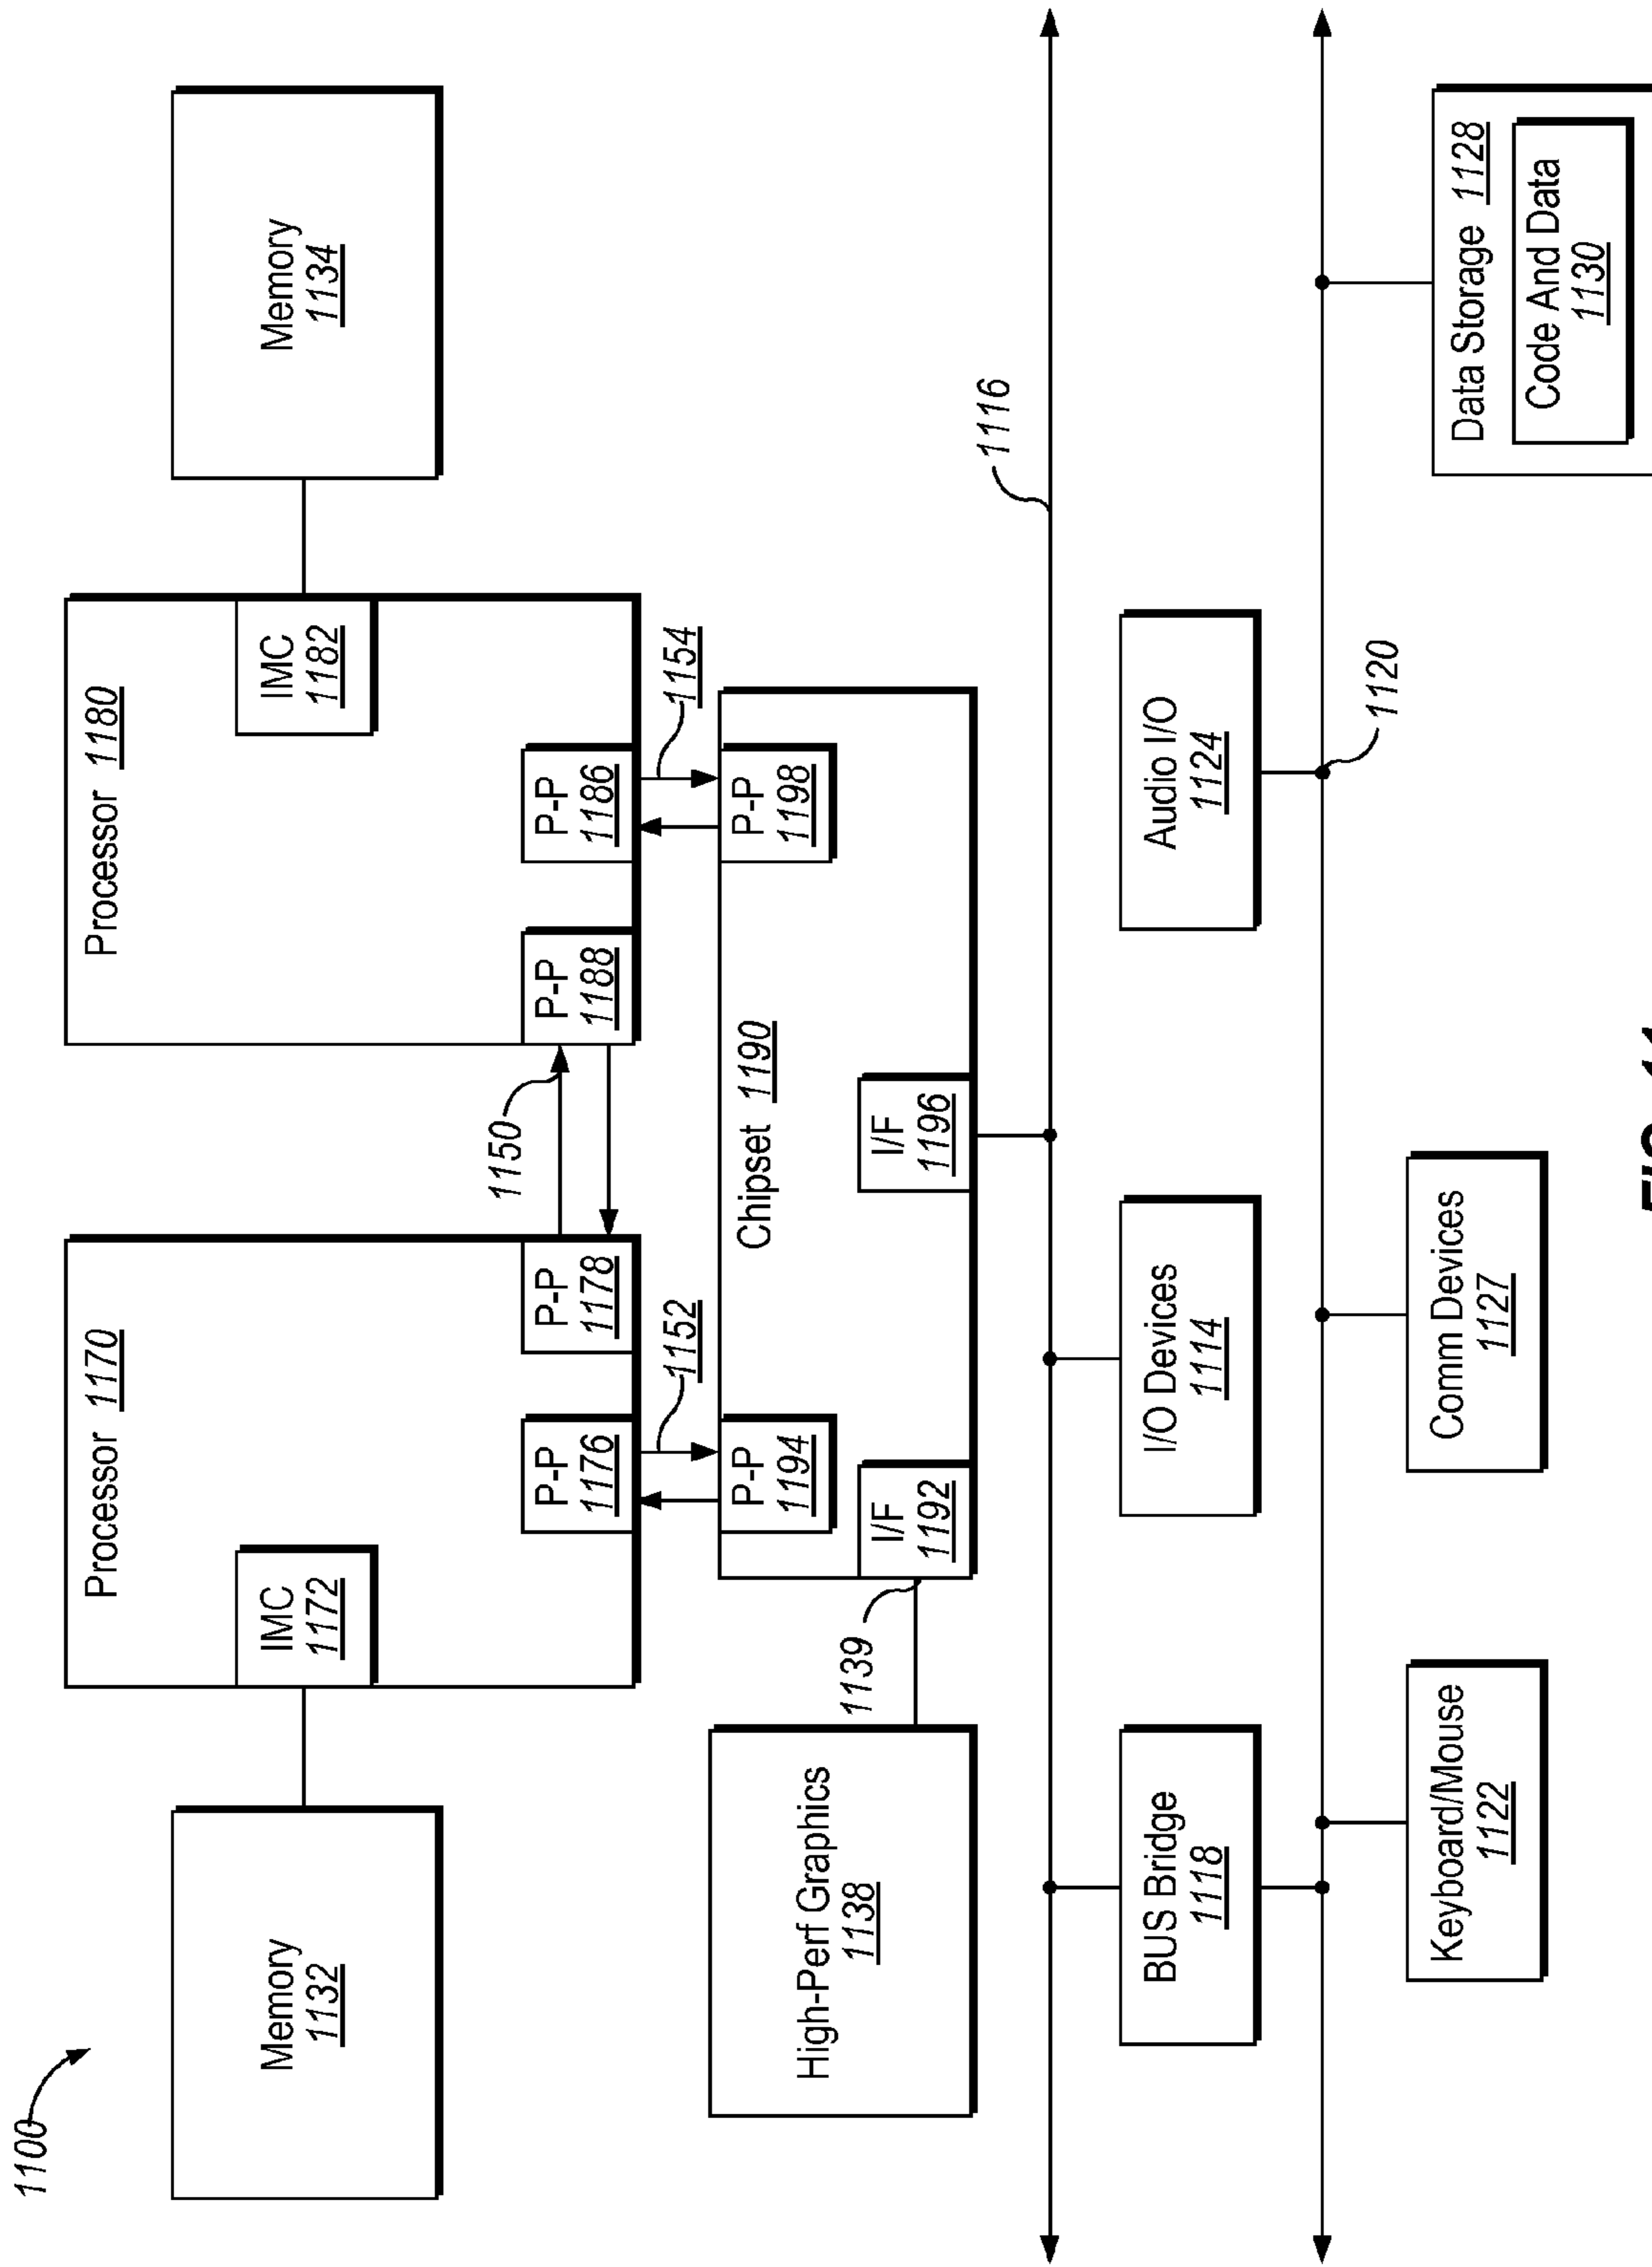 1100
Processor 1170
Processor 1180
Memory
1132
IMC
1172
IMC
1182
Memory
1134
1150
P-P
1176
P-P
1178
P-P
1188
P-P
1186
1152
1154
High-Perf Graphics
1138
1139
P-P
1194
Chipset 1190
P-P
1198
I/F
1192
I/F
1196
1116
BUS Bridge
1118
I/O Devices
1114
Audio I/O
1124
1120
Keyboard/Mouse
1122
Comm Devices
1127
Data Storage 1128
Code And Data
1130
FIG. 11